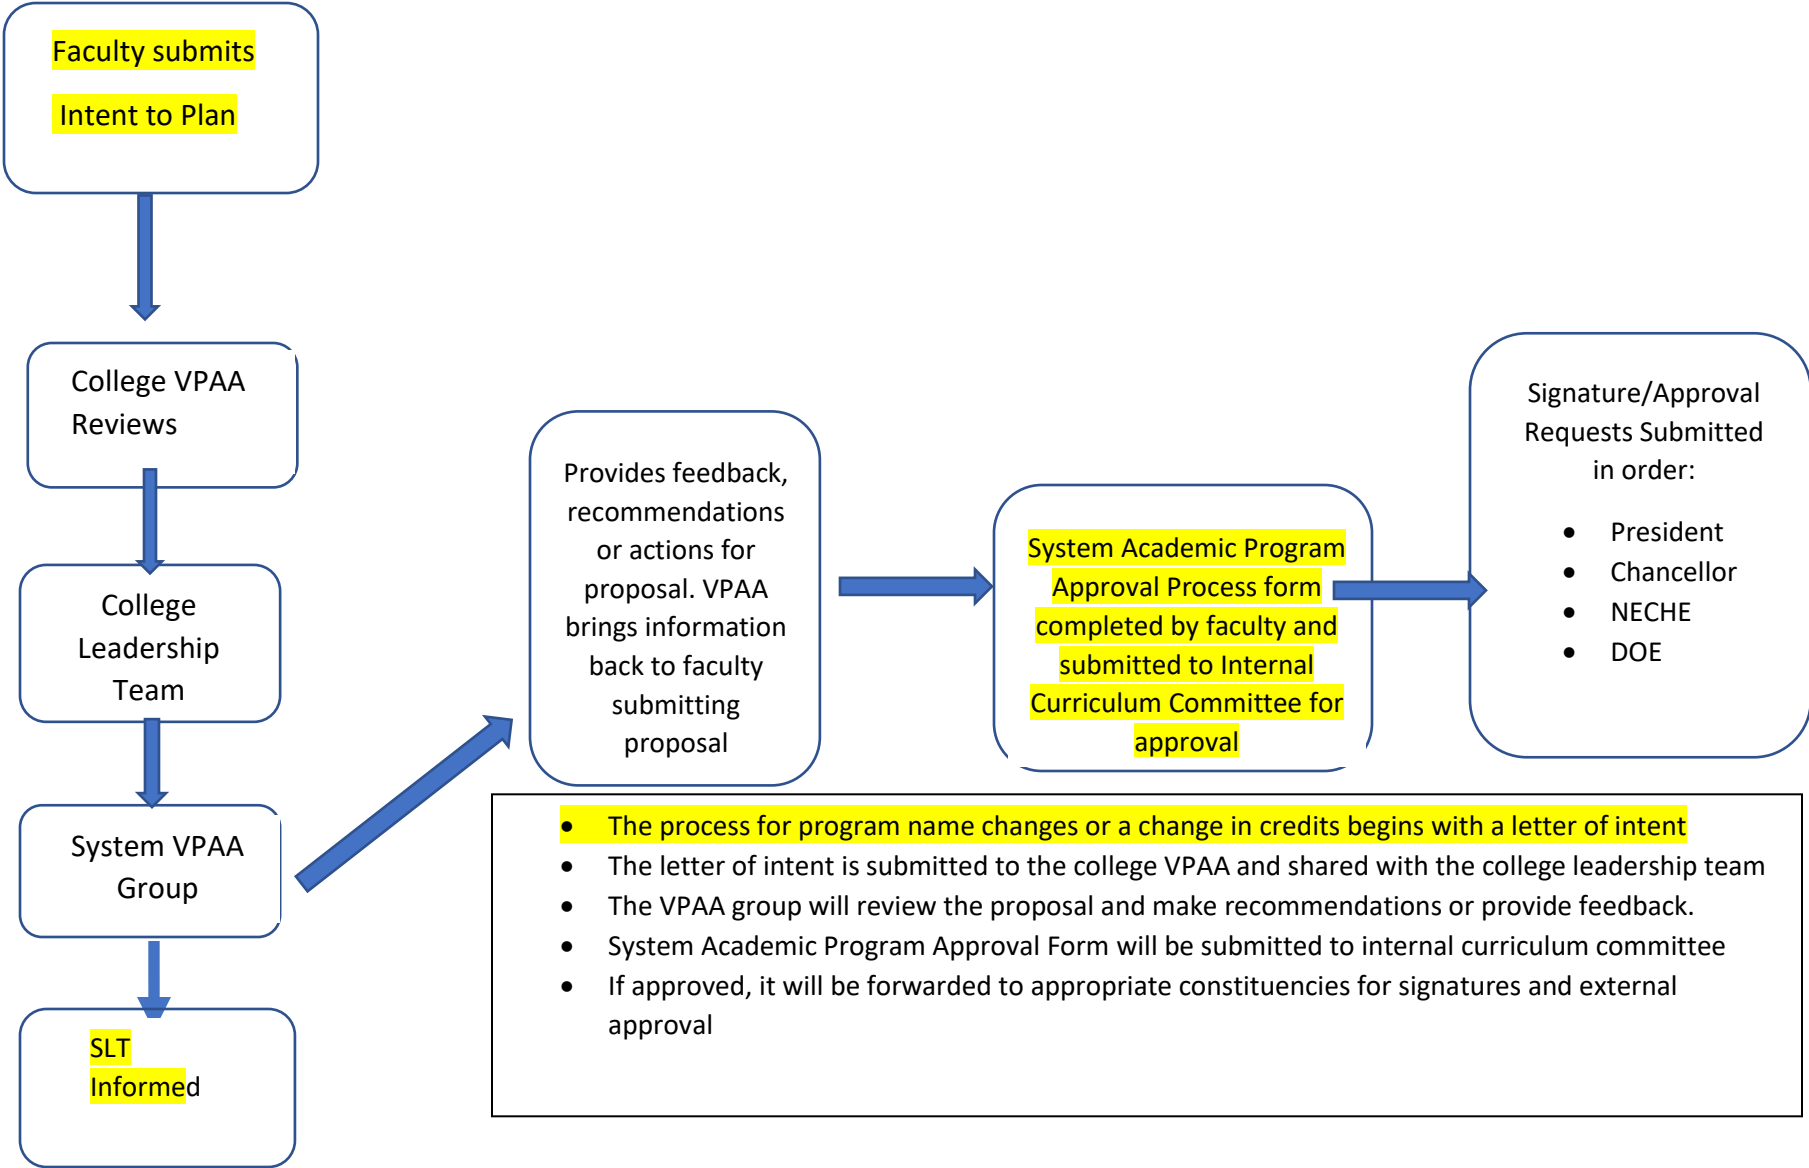 Faculty submits
Intent to Plan
College VPAA
Reviews
College
Leadership
Team
System VPAA
Group
SLT
Informed
Provides feedback,
recommendations
or actions for
proposal. VPAA
brings information
back to faculty
submitting
proposal
System Academic Program
Approval Process form
completed by faculty and
submitted to Internal
Curriculum Committee for
approval
Signature/Approval
Requests Submitted
in order:
• President
• Chancellor
• NECHE
• DOE
• The process for program name changes or a change in credits begins with a letter of intent
• The letter of intent is submitted to the college VPAA and shared with the college leadership team
• The VPAA group will review the proposal and make recommendations or provide feedback.
• System Academic Program Approval Form will be submitted to internal curriculum committee
• If approved, it will be forwarded to appropriate constituencies for signatures and external
approval